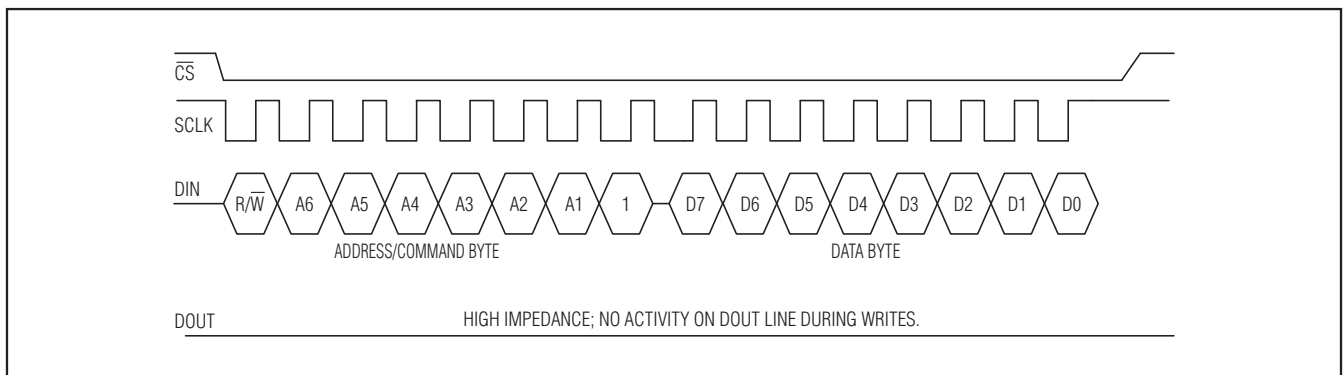 C̅S̅
SCLK
DIN
R/W̅ A6 A5 A4 A3 A2 A1 1 D7 D6 D5 D4 D3 D2 D1 D0
ADDRESS/COMMAND BYTE DATA BYTE
DOUT HIGH IMPEDANCE; NO ACTIVITY ON DOUT LINE DURING WRITES.